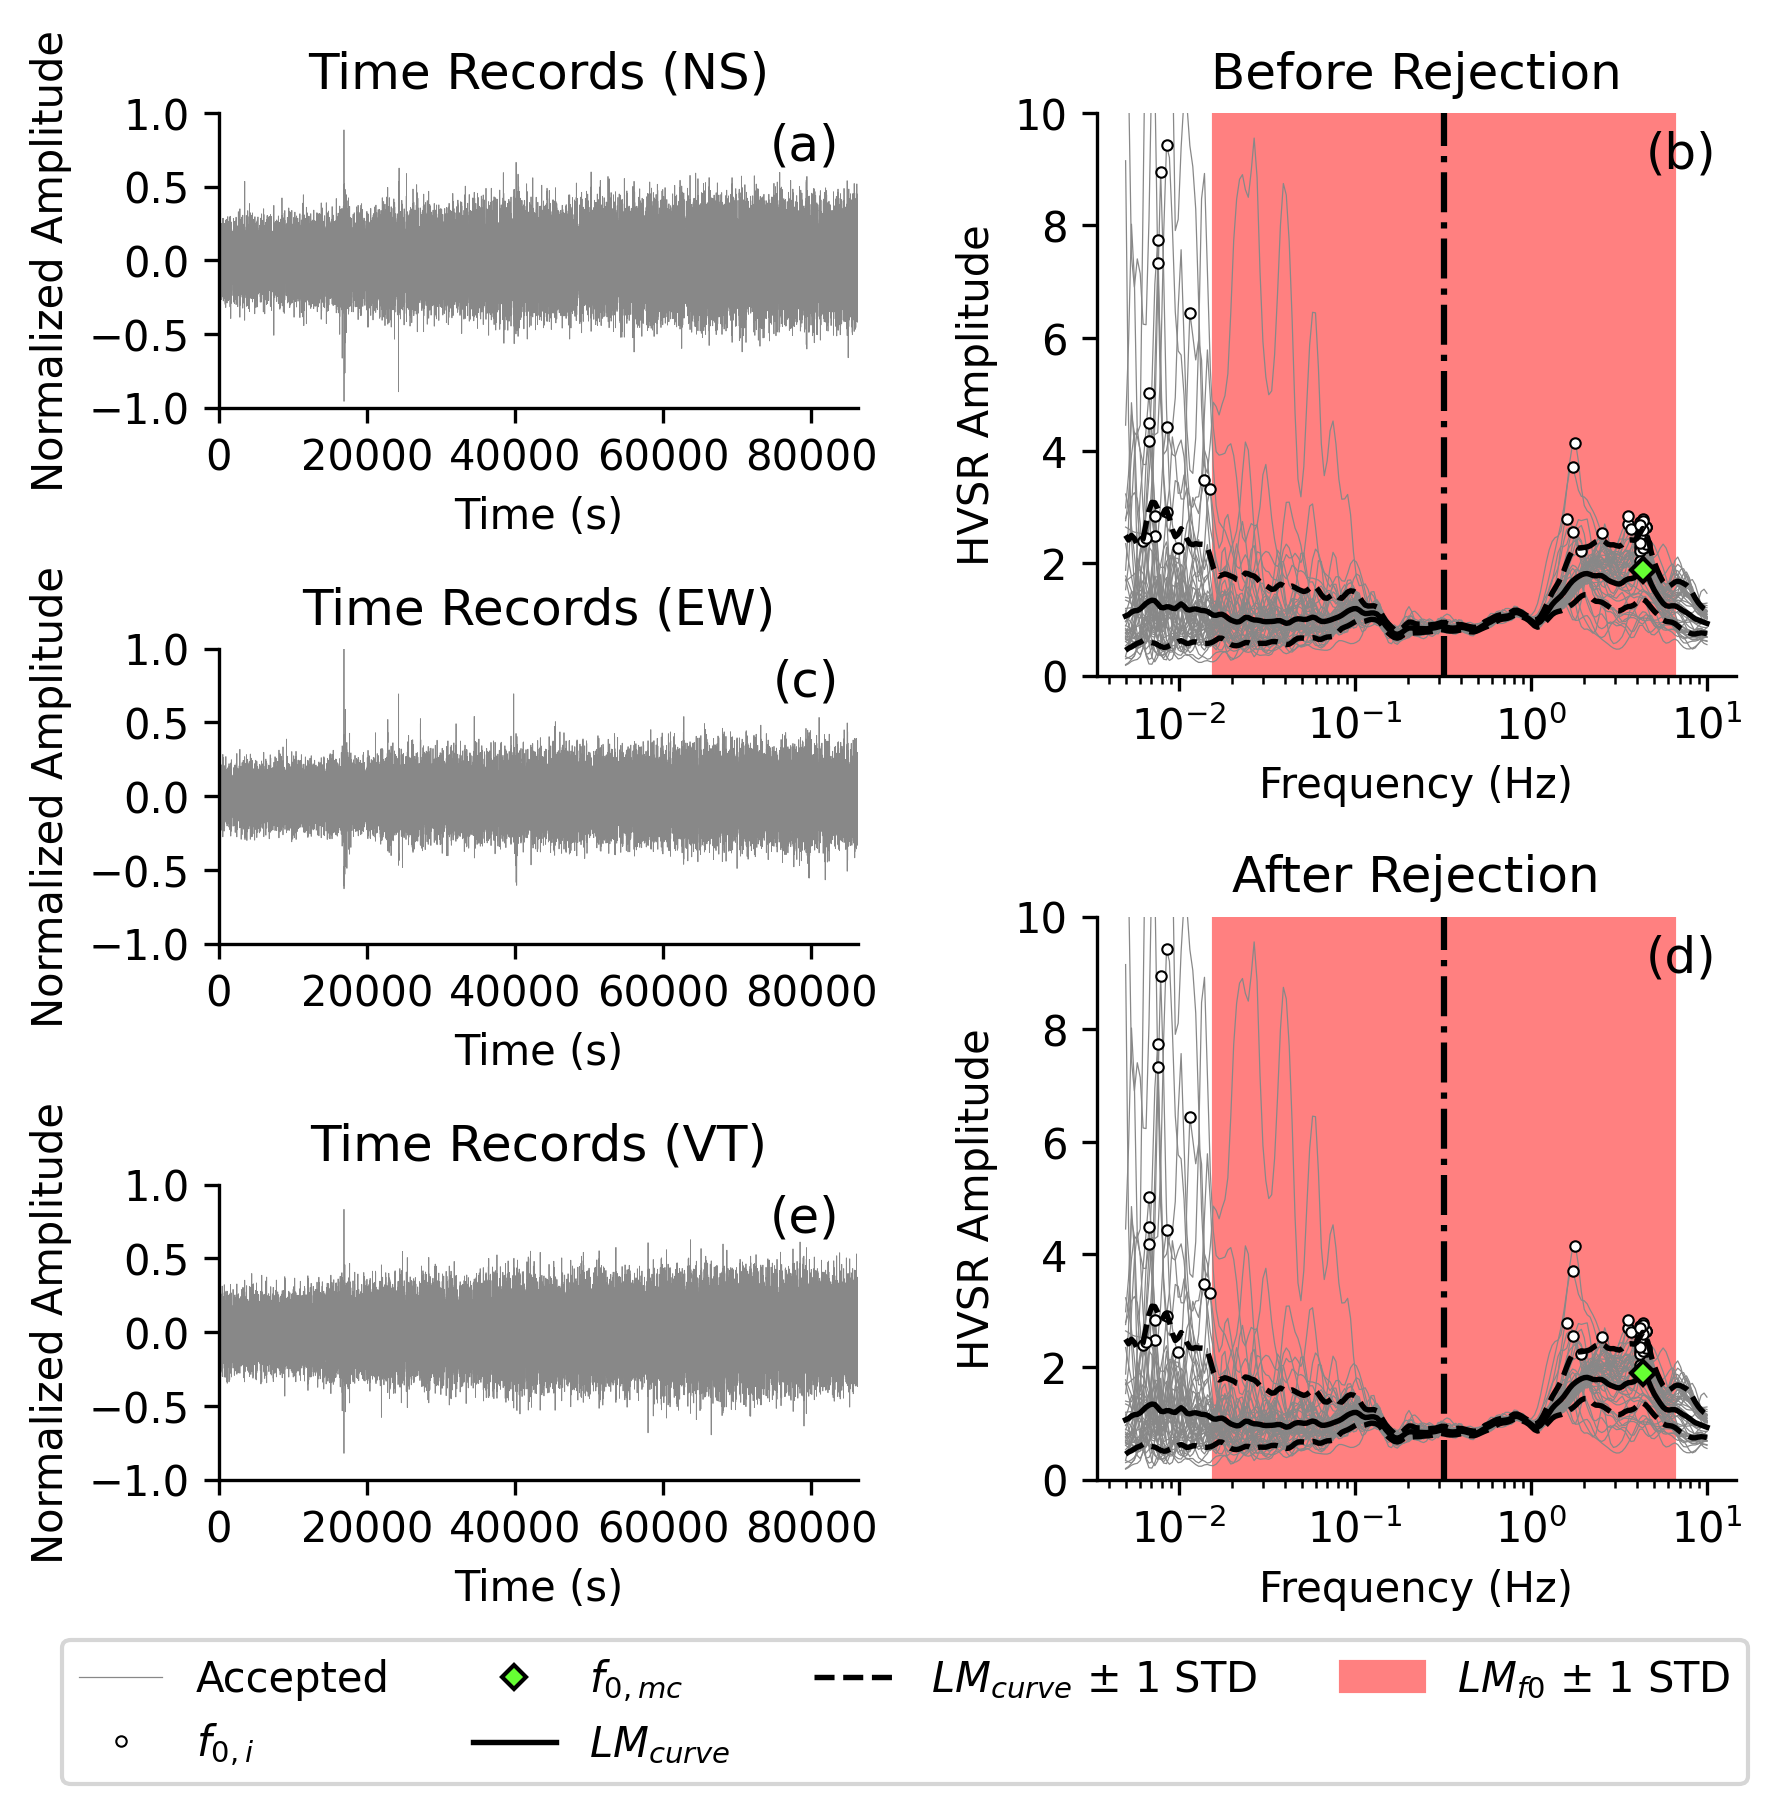 Time Records (NS)
Normalized Amplitude
1.0
0.5
0.0
−0.5
−1.0
(a)
0 20000 40000 60000 80000
Time (s)
Before Rejection
HVSR Amplitude
10
8
6
4
2
0
(b)
10⁻² 10⁻¹ 10⁰ 10¹
Frequency (Hz)
Time Records (EW)
Normalized Amplitude
1.0
0.5
0.0
−0.5
−1.0
(c)
0 20000 40000 60000 80000
Time (s)
After Rejection
HVSR Amplitude
10
8
6
4
2
0
(d)
10⁻² 10⁻¹ 10⁰ 10¹
Frequency (Hz)
Time Records (VT)
Normalized Amplitude
1.0
0.5
0.0
−0.5
−1.0
(e)
0 20000 40000 60000 80000
Time (s)
Accepted f0,mc LMcurve ± 1 STD LMf0 ± 1 STD
f0,i LMcurve